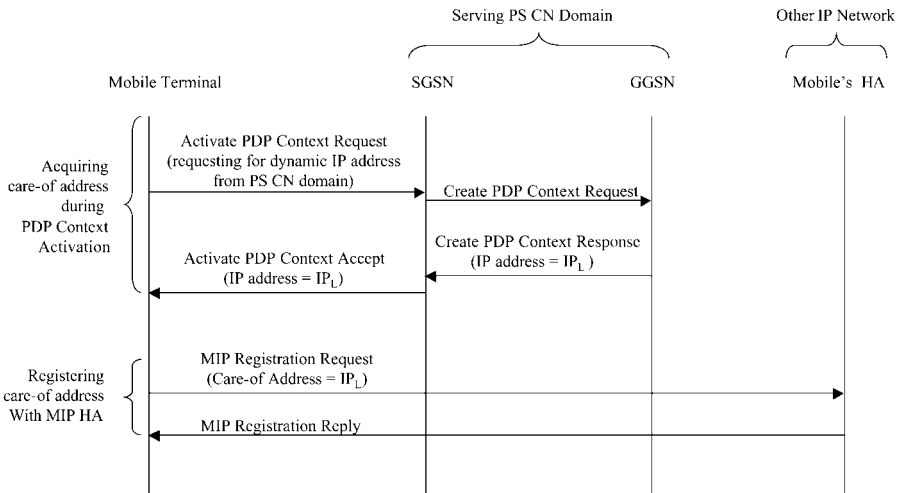 Serving PS CN Domain
Other IP Network
Mobile Terminal
SGSN
GGSN
Mobile's HA
Acquiring
care-of address
during
PDP Context
Activation
Activate PDP Context Request
(requesting for dynamic IP address
from PS CN domain)
Create PDP Context Request
Create PDP Context Response
(IP address = IPL )
Activate PDP Context Accept
(IP address = IPL)
Registering
care-of address
With MIP HA
MIP Registration Request
(Care-of Address = IPL)
MIP Registration Reply